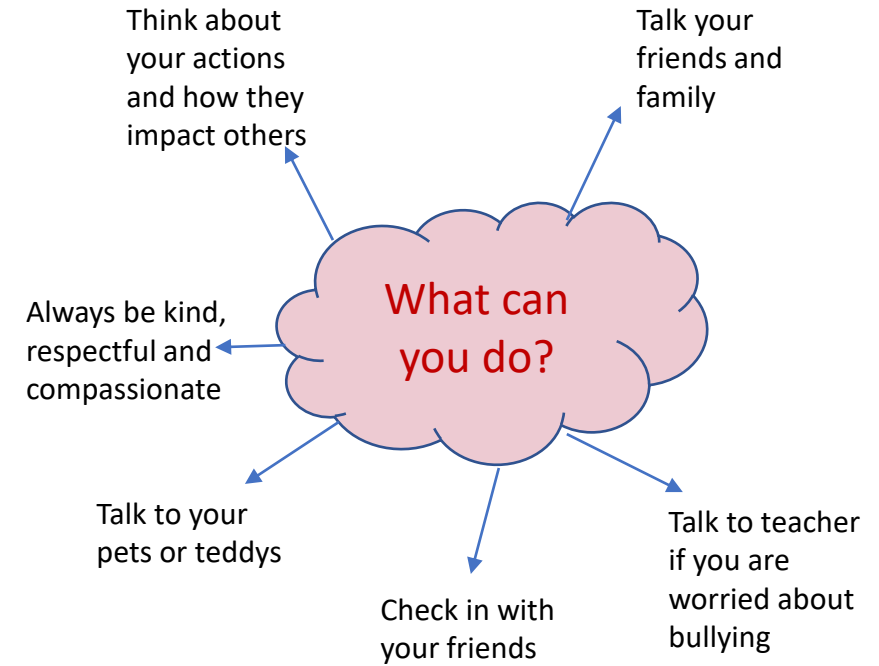 Think about
your actions
and how they
impact others
Talk your
friends and
family
What can
you do?
Always be kind,
respectful and
compassionate
Talk to your
pets or teddys
Check in with
your friends
Talk to teacher
if you are
worried about
bullying